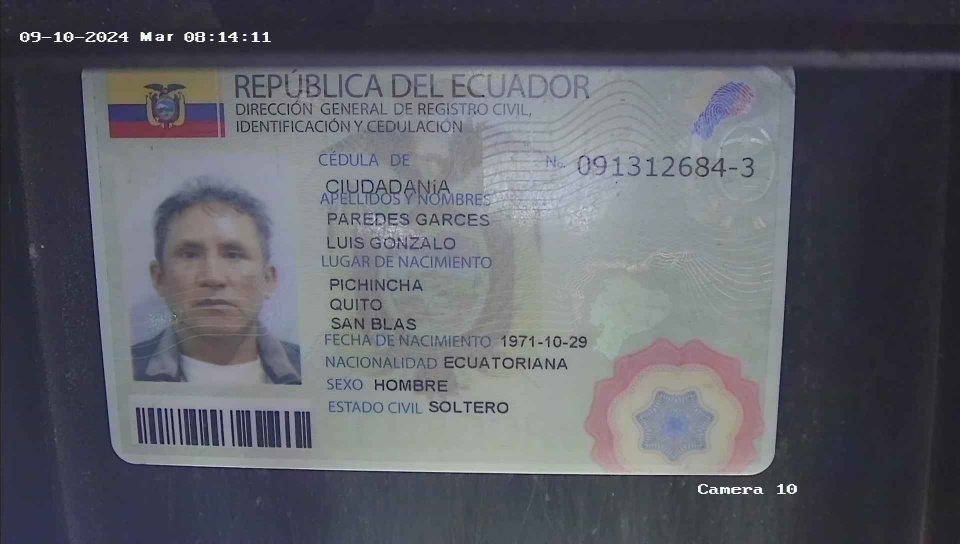 09-10-2024 Mar 08:14:11
REPÚBLICA DEL ECUADOR
DIRECCIÓN GENERAL DE REGISTRO CIVIL,
IDENTIFICACIÓN Y CEDULACIÓN
CÉDULA DE
No. 091312684-3
CIUDADANíA
APELLIDOS Y NOMBRES
PAREDES GARCES
LUIS GONZALO
LUGAR DE NACIMIENTO
PICHINCHA
QUITO
SAN BLAS
FECHA DE NACIMIENTO 1971-10-29
NACIONALIDAD ECUATORIANA
SEXO HOMBRE
ESTADO CIVIL SOLTERO
Camera 10